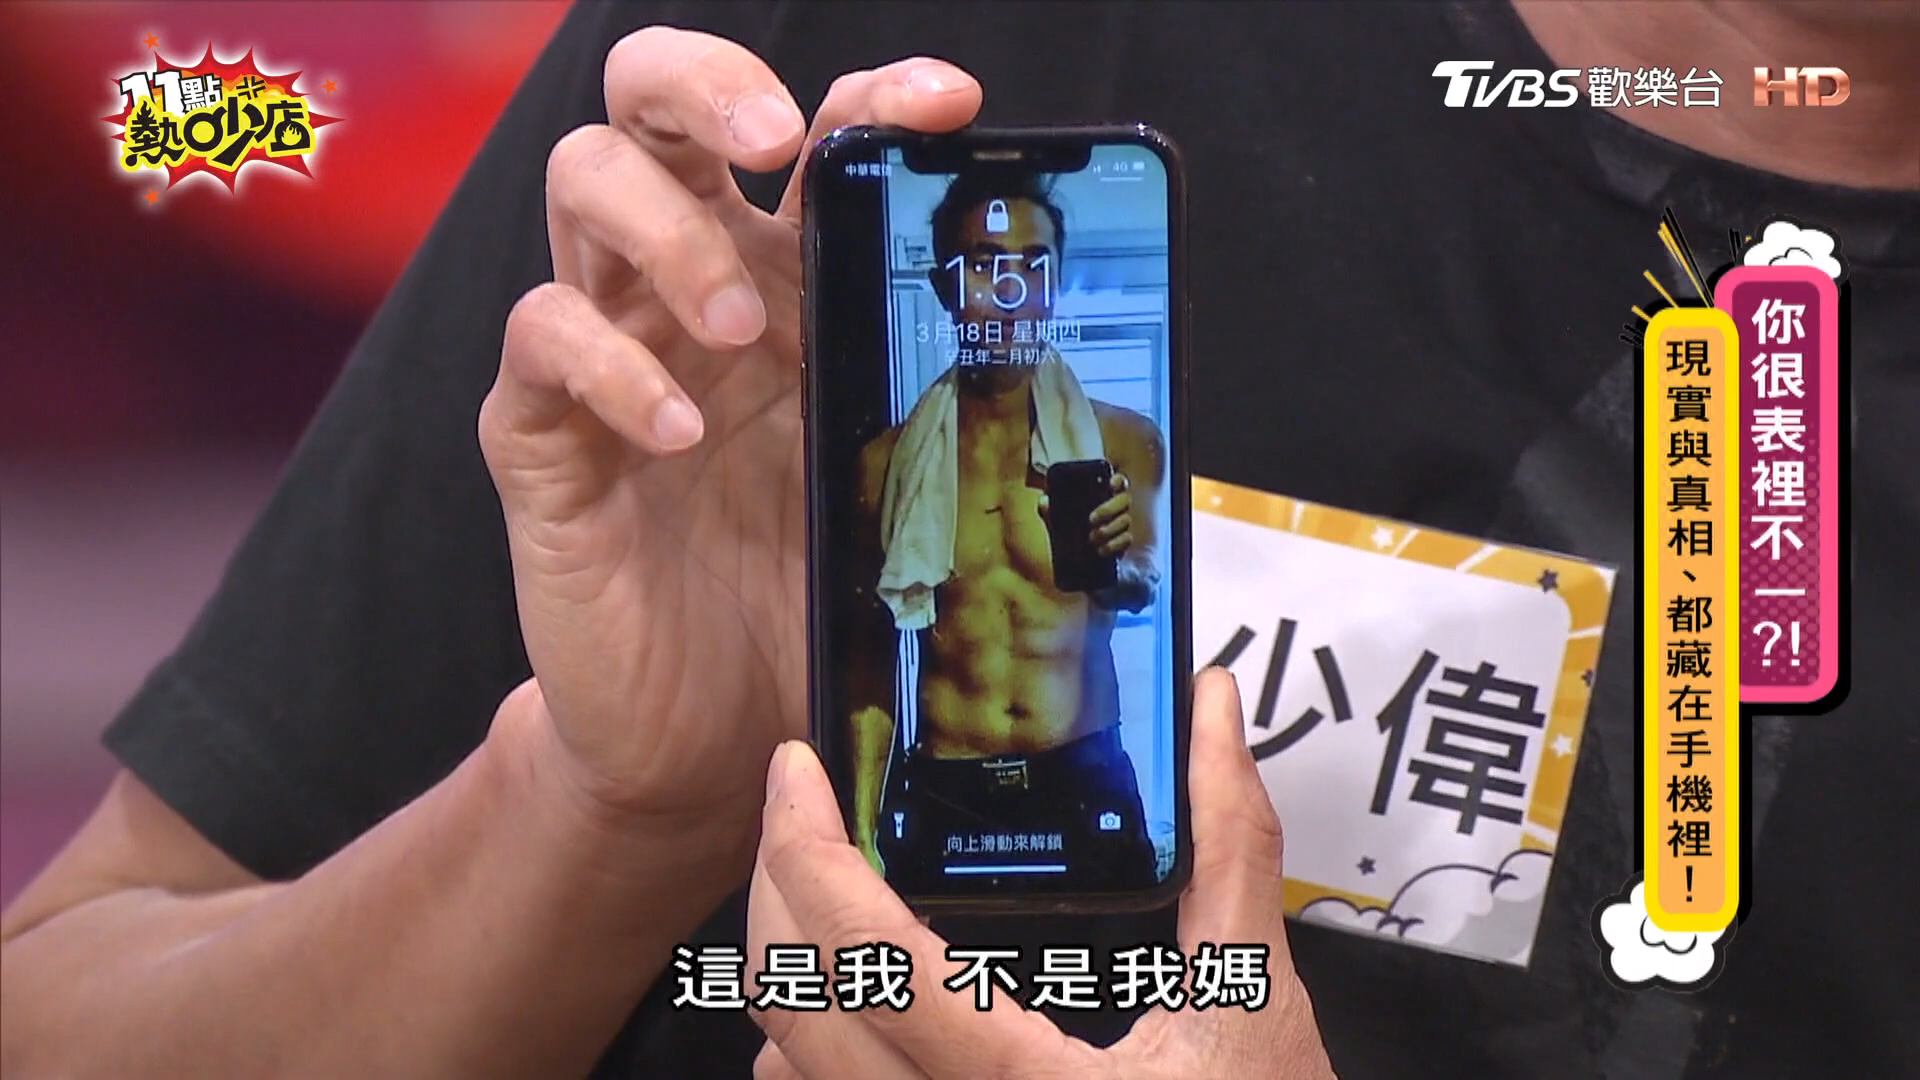 11點
熱吵店
TVBS歡樂台 HD
中華電信
4G
1:51
3月18日 星期四
辛丑年二月初六
向上滑動來解鎖
少偉
你很表裡不一?!
現實與真相、都藏在手機裡!
這是我 不是我媽